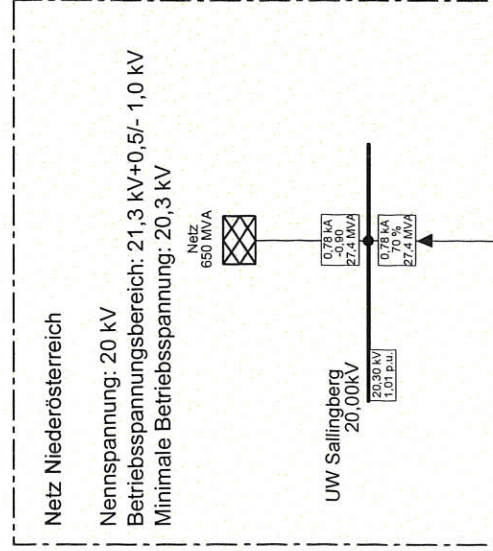 Netz Niederösterreich
Nennspannung: 20 kV
Betriebsspannungsbereich: 21,3 kV+0,5/- 1,0 kV
Minimale Betriebsspannung: 20,3 kV
Netz
650 MVA
0,78 kA
-0,90
27,4 MVA
UW Sallingberg
20,00kV
20,30 kV
1,01 p.u.
0,78 kA
70 %
27,4 MVA